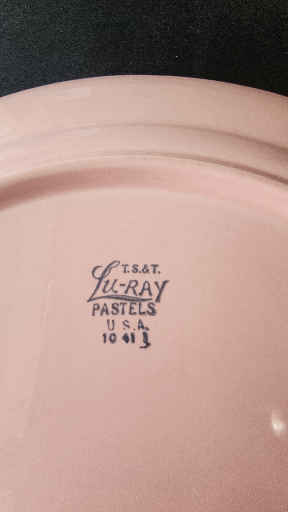 T.S.&T.
Lu-RAY
PASTELS
U S.A.
10 41